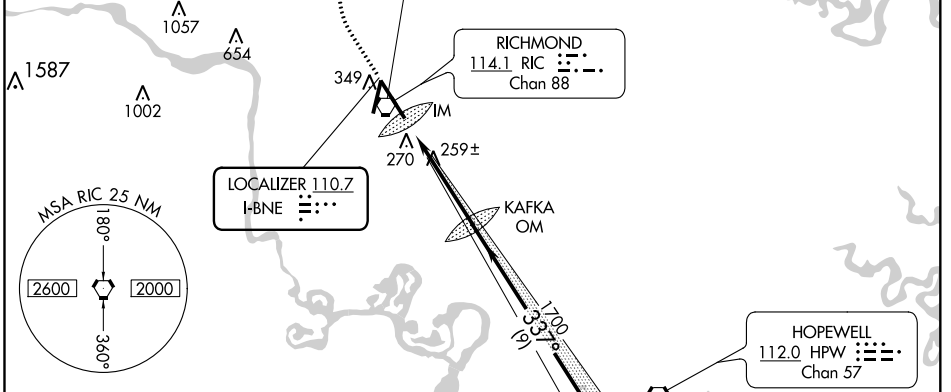 1057
654
1587
1002
349
RICHMOND
114.1 RIC
Chan 88
IM
270
259±
LOCALIZER 110.7
I-BNE
KAFKA
OM
MSA RIC 25 NM
180°
2600
2000
360°
1700
337°
(9)
HOPEWELL
112.0 HPW
Chan 57